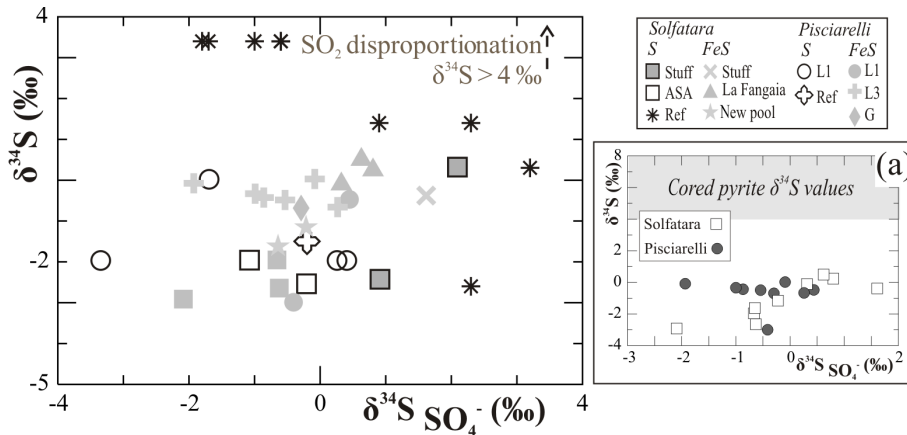 4
SO2 disproportionation
δ34S > 4 ‰
δ34S (‰)
-2
-5
-4
-2
0
4
δ34S SO4- (‰)
Solfatara Pisciarelli
S FeS S FeS
Stuff Stuff L1 L1
ASA La Fangaia Ref L3
Ref New pool G
(a)
8
Cored pyrite δ34S values
4
δ34S (‰)
Solfatara
Pisciarelli
2
0
-2
-4
-3 -2 -1 0 2
δ34S SO4- (‰)